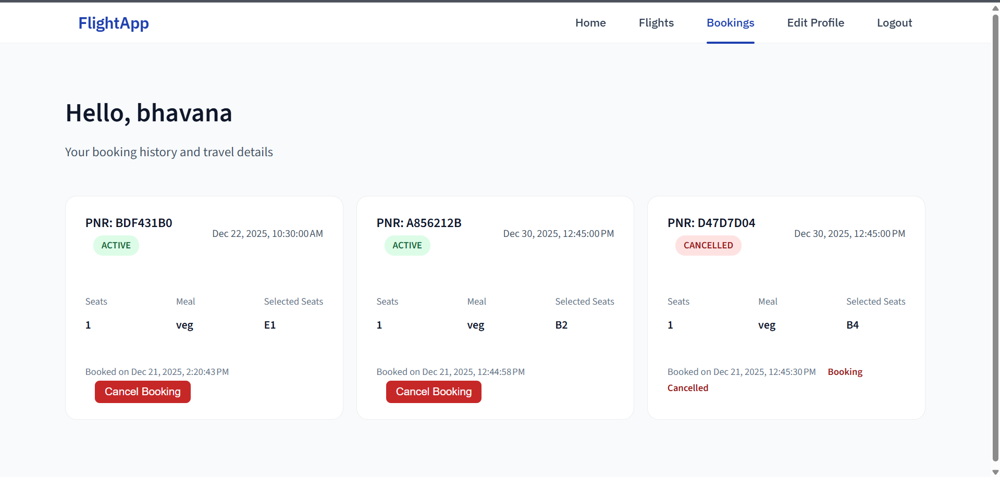 FlightApp
Home Flights Bookings Edit Profile Logout
Hello, bhavana
Your booking history and travel details
PNR: BDF431B0
ACTIVE
Dec 22, 2025, 10:30:00 AM
Seats Meal Selected Seats
1 veg E1
Booked on Dec 21, 2025, 2:20:43 PM
Cancel Booking
PNR: A856212B
ACTIVE
Dec 30, 2025, 12:45:00 PM
Seats Meal Selected Seats
1 veg B2
Booked on Dec 21, 2025, 12:44:58 PM
Cancel Booking
PNR: D47D7D04
CANCELLED
Dec 30, 2025, 12:45:00 PM
Seats Meal Selected Seats
1 veg B4
Booked on Dec 21, 2025, 12:45:30 PM Booking
Cancelled